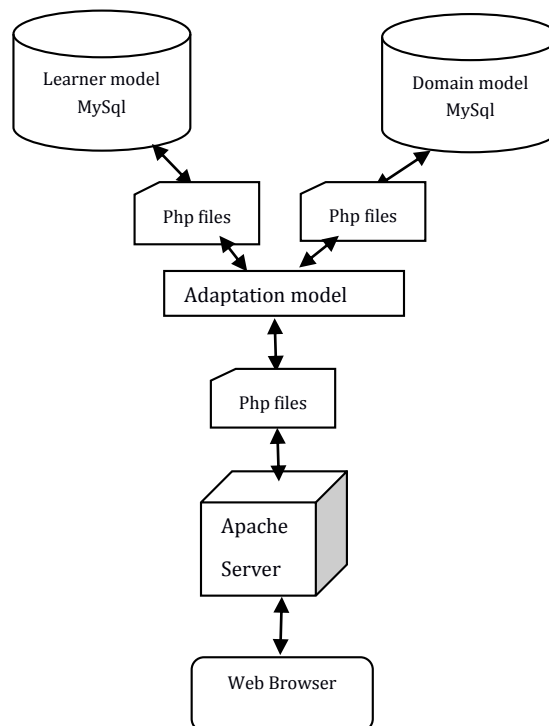 Learner model
MySql
Domain model
MySql
Php files
Php files
Adaptation model
Php files
Apache
Server
Web Browser